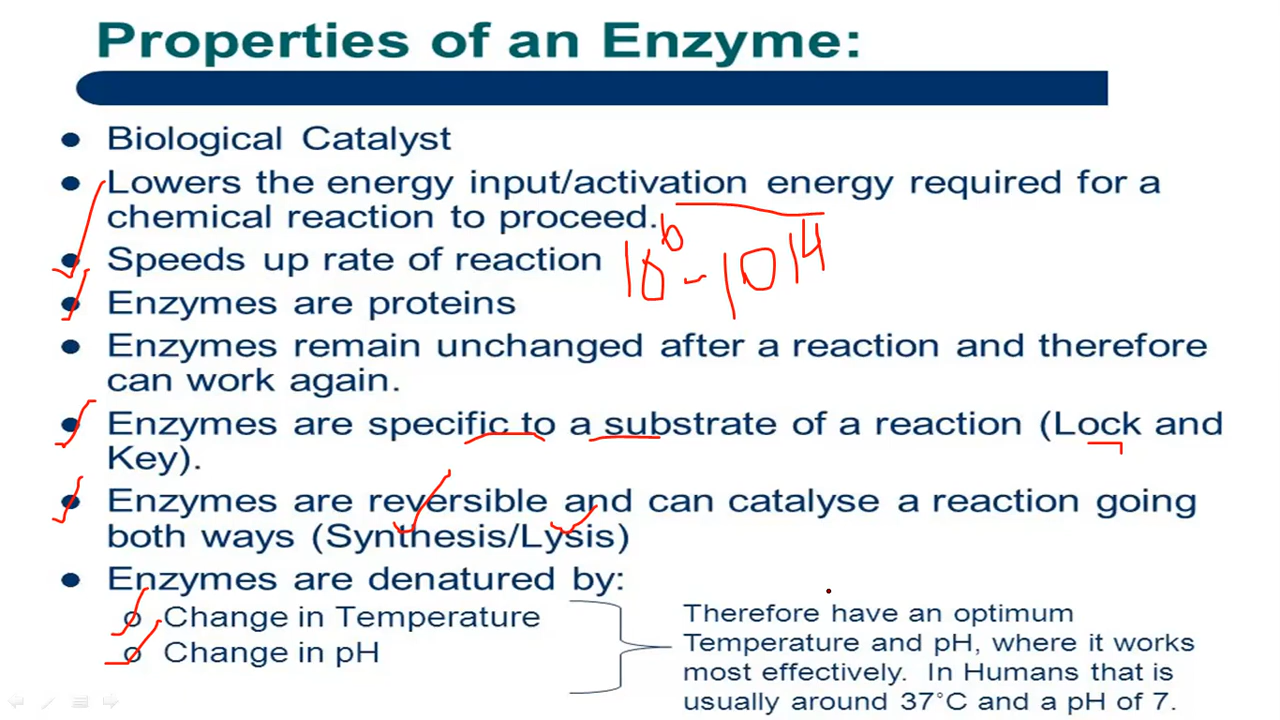 Properties of an Enzyme:
• Biological Catalyst
• Lowers the energy input/activation energy required for a
chemical reaction to proceed.
• Speeds up rate of reaction
10⁶ - 10¹⁴
• Enzymes are proteins
• Enzymes remain unchanged after a reaction and therefore
can work again.
• Enzymes are specific to a substrate of a reaction (Lock and
Key).
• Enzymes are reversible and can catalyse a reaction going
both ways (Synthesis/Lysis)
• Enzymes are denatured by:
o Change in Temperature
o Change in pH
Therefore have an optimum
Temperature and pH, where it works
most effectively. In Humans that is
usually around 37°C and a pH of 7.